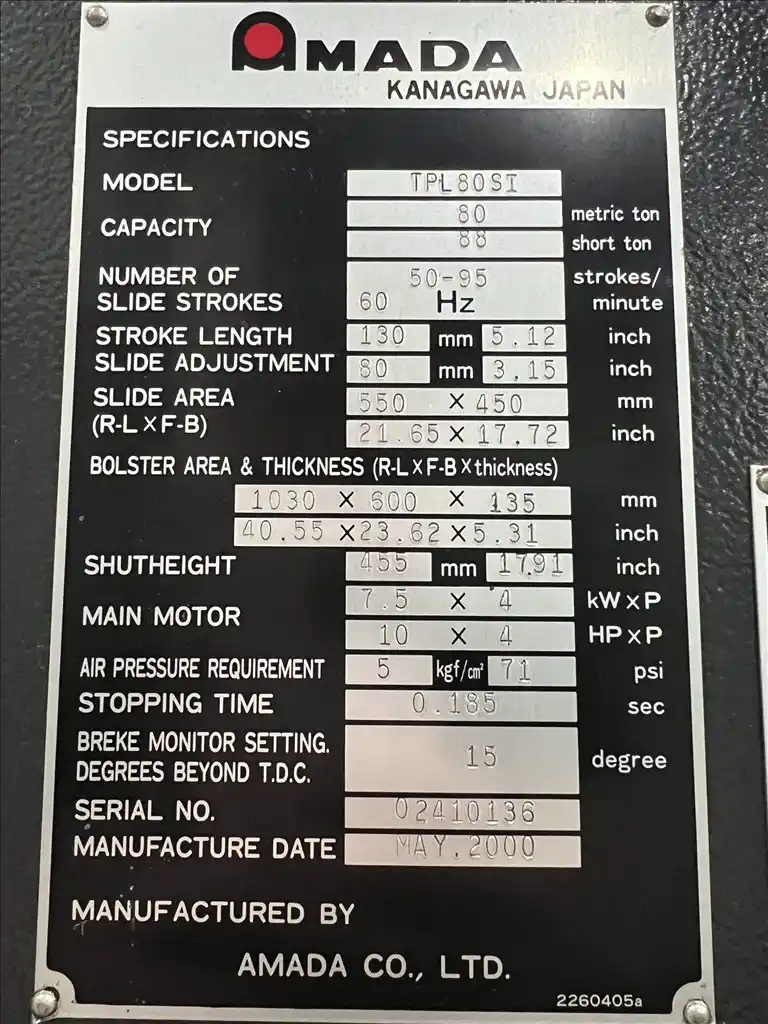 AMADA
KANAGAWA JAPAN
SPECIFICATIONS
MODEL TPL80SI
CAPACITY 80 metric ton
88 short ton
NUMBER OF SLIDE STROKES 50-95 strokes/minute
60 Hz
STROKE LENGTH 130 mm 5.12 inch
SLIDE ADJUSTMENT 80 mm 3.15 inch
SLIDE AREA 550 × 450 mm
(R-L×F-B) 21.65 × 17.72 inch
BOLSTER AREA & THICKNESS (R-L×F-B×thickness)
1030 × 600 × 135 mm
40.55 ×23.62×5.31 inch
SHUTHEIGHT 455 mm 17.91 inch
MAIN MOTOR 7.5 × 4 kW×P
10 × 4 HP×P
AIR PRESSURE REQUIREMENT 5 kgf/cm² 71 psi
STOPPING TIME 0.185 sec
BREKE MONITOR SETTING.
DEGREES BEYOND T.D.C. 15 degree
SERIAL NO. 02410136
MANUFACTURE DATE MAY.2000
MANUFACTURED BY
AMADA CO., LTD.
2260405a